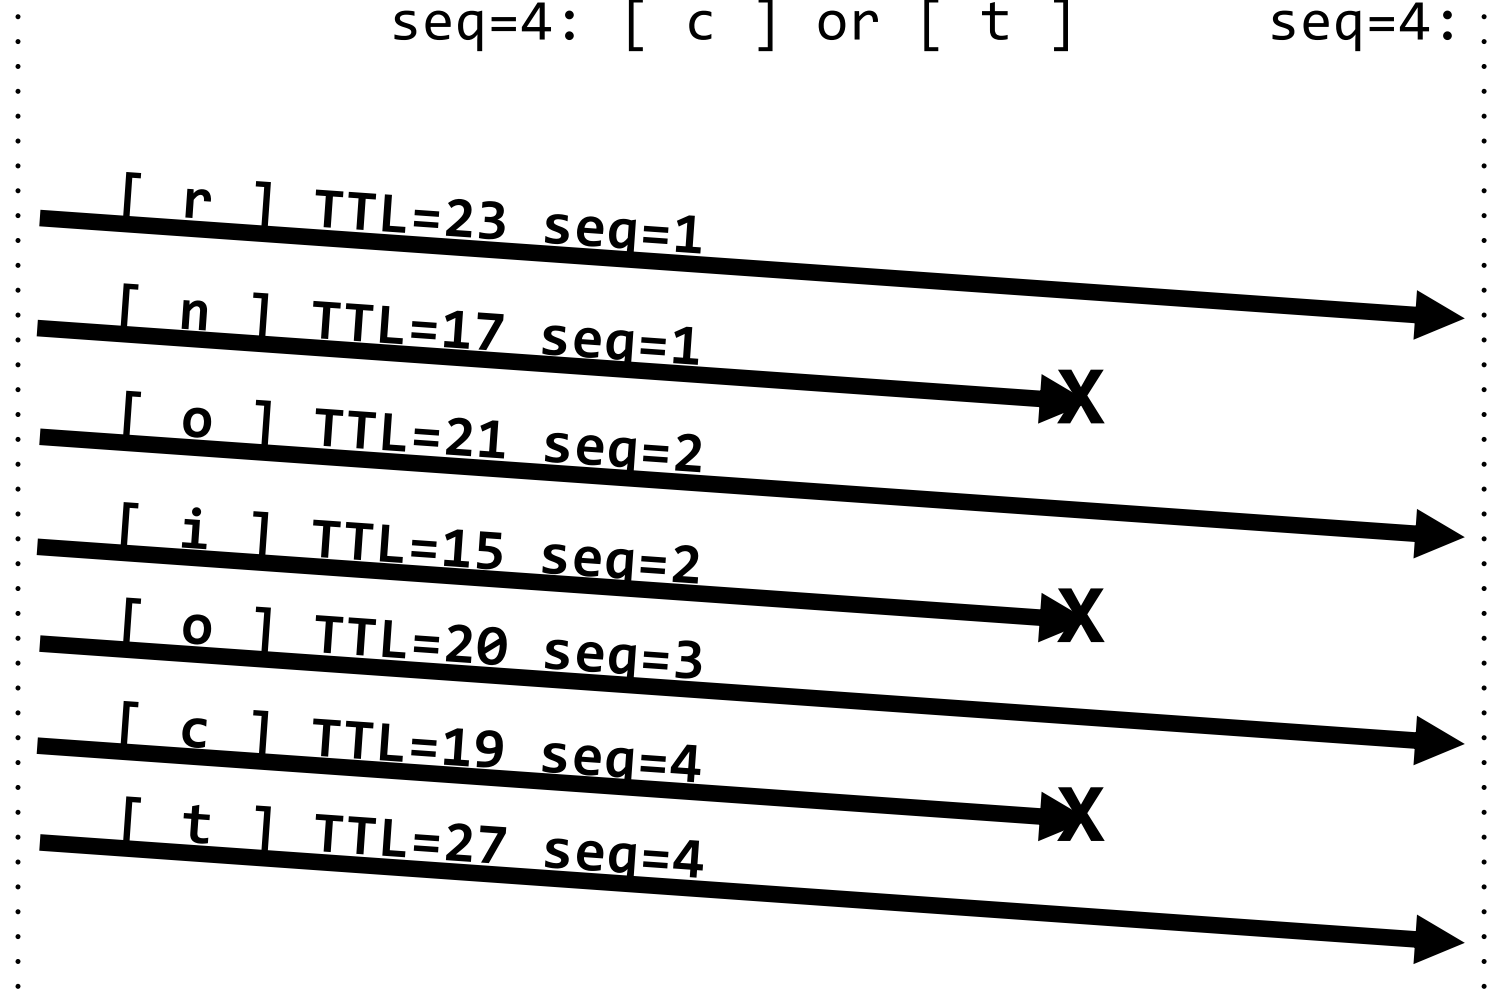 seq=4: [ c ] or [ t ] seq=4:
[ r ] TTL=23 seq=1
[ n ] TTL=17 seq=1
X
[ o ] TTL=21 seq=2
[ i ] TTL=15 seq=2
X
[ o ] TTL=20 seq=3
[ c ] TTL=19 seq=4
X
[ t ] TTL=27 seq=4